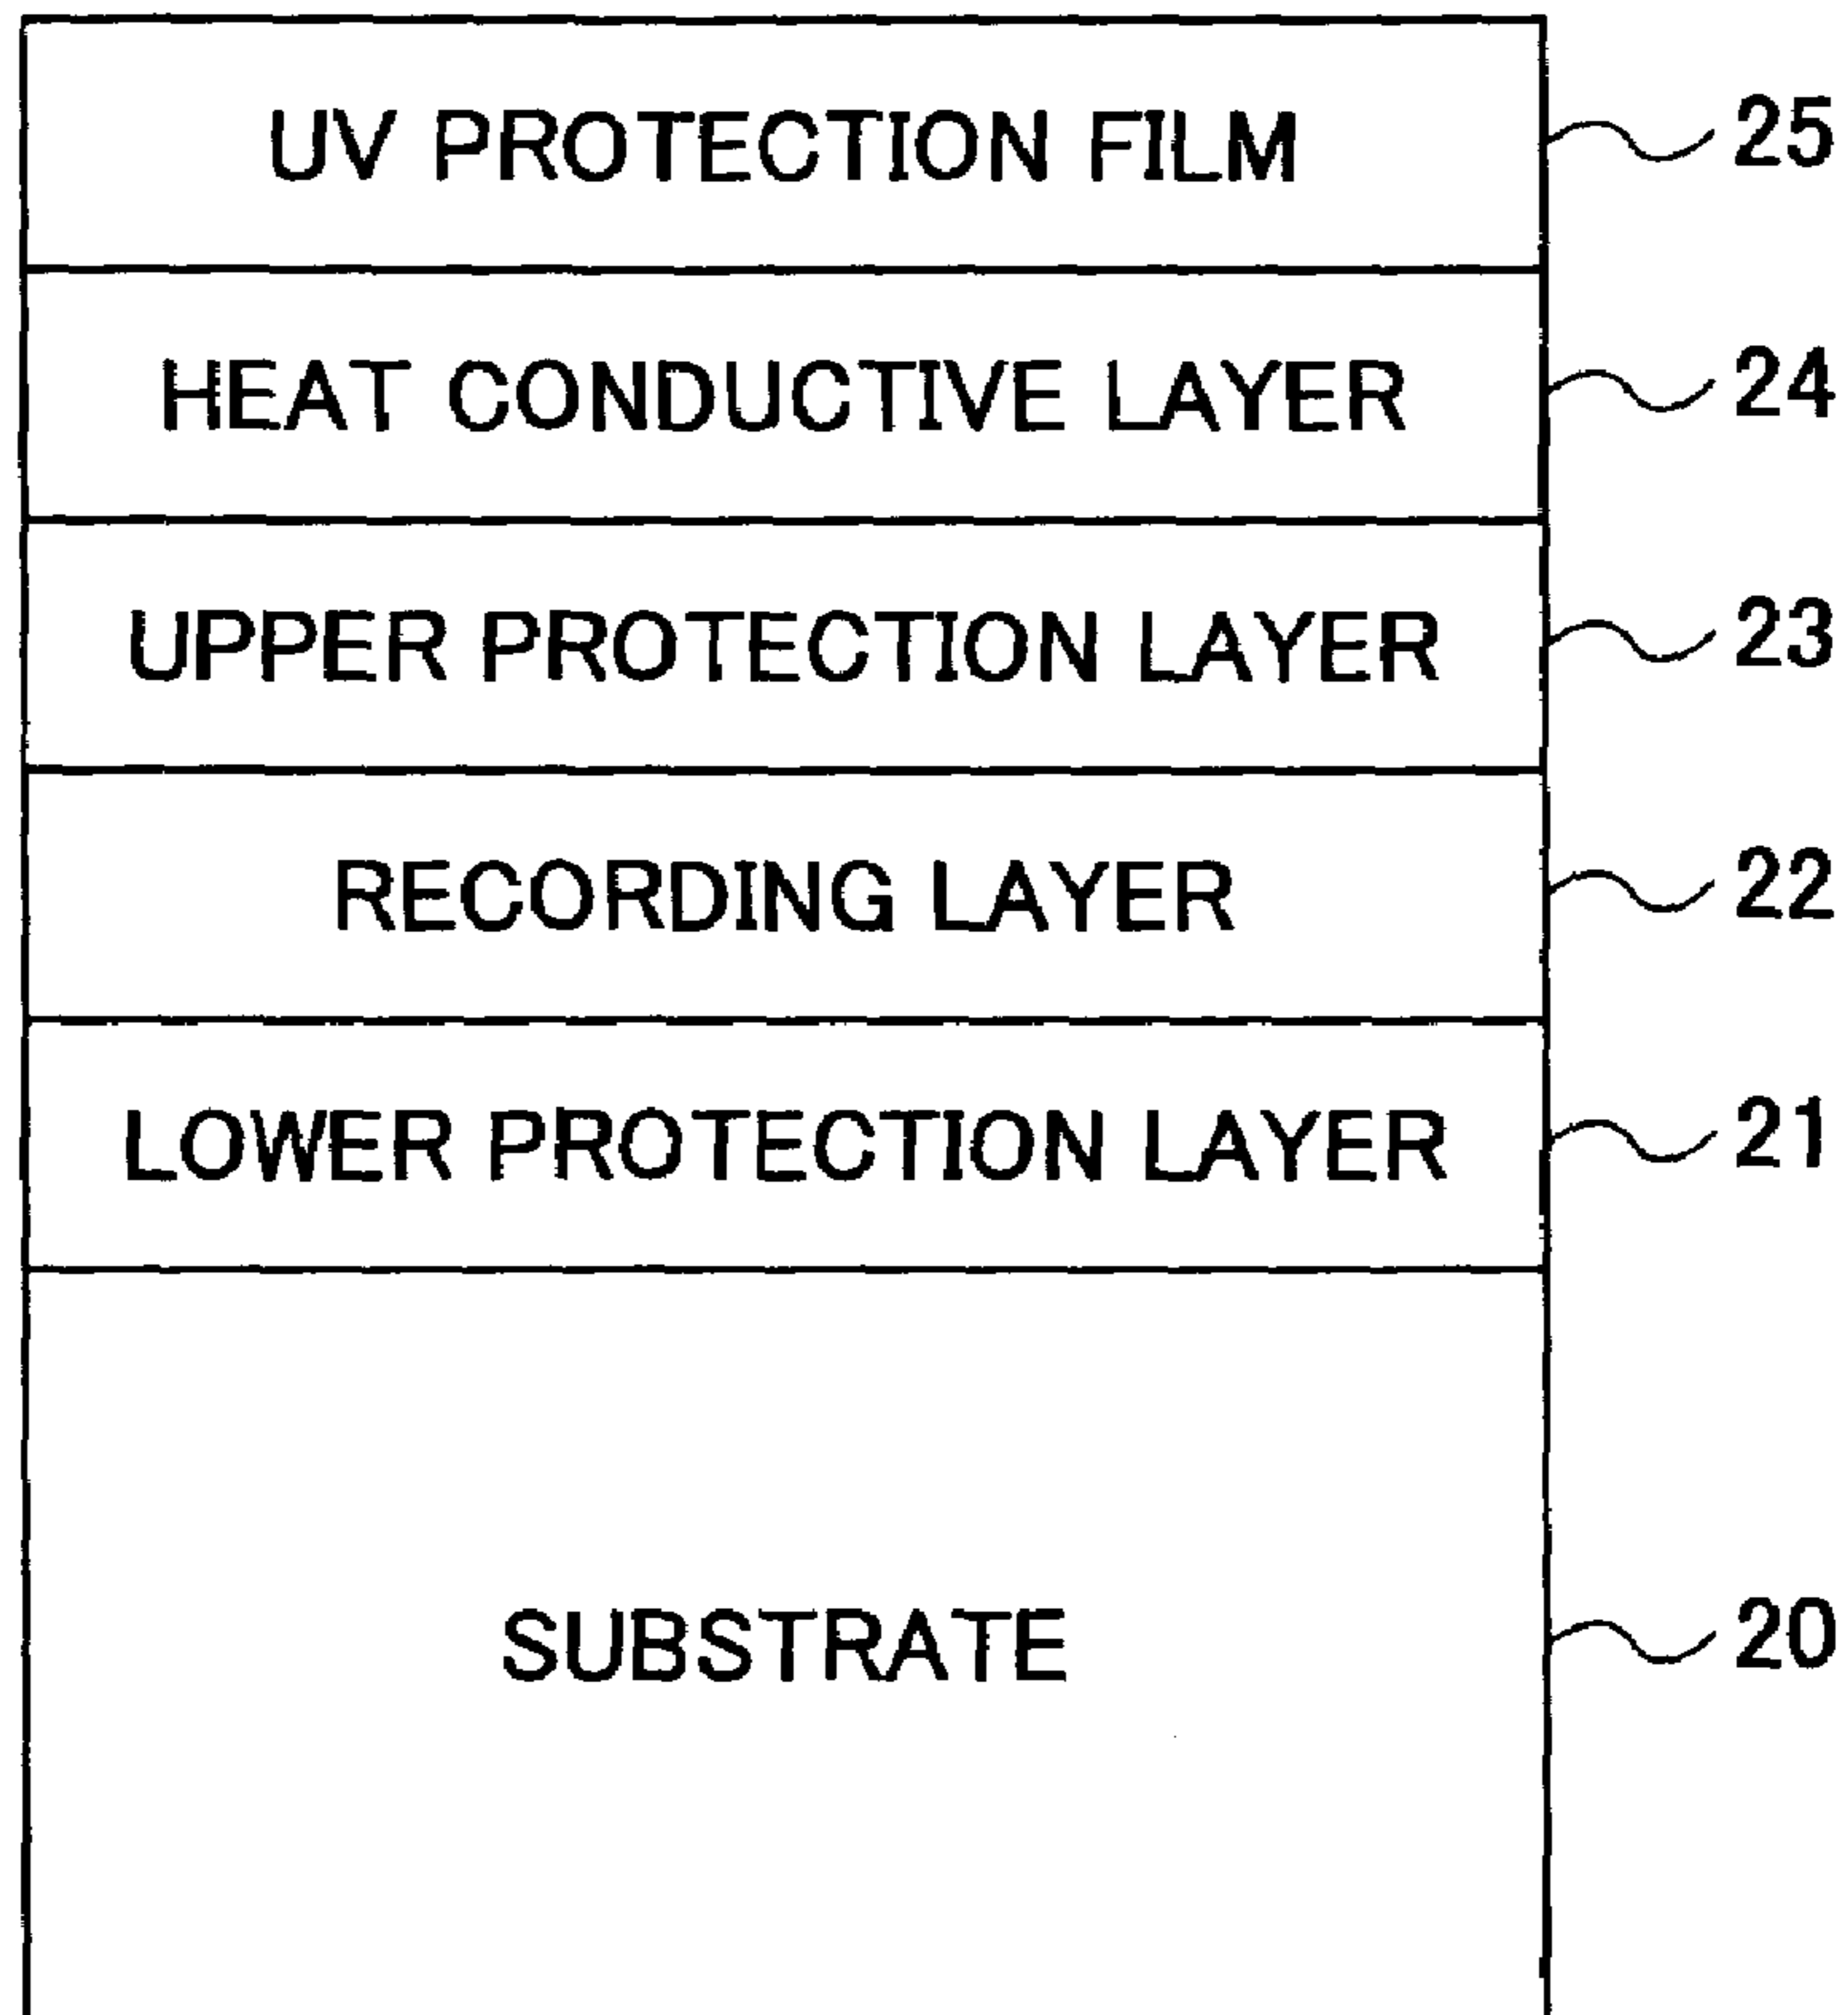 UV PROTECTION FILM 25
HEAT CONDUCTIVE LAYER 24
UPPER PROTECTION LAYER 23
RECORDING LAYER 22
LOWER PROTECTION LAYER 21
SUBSTRATE 20